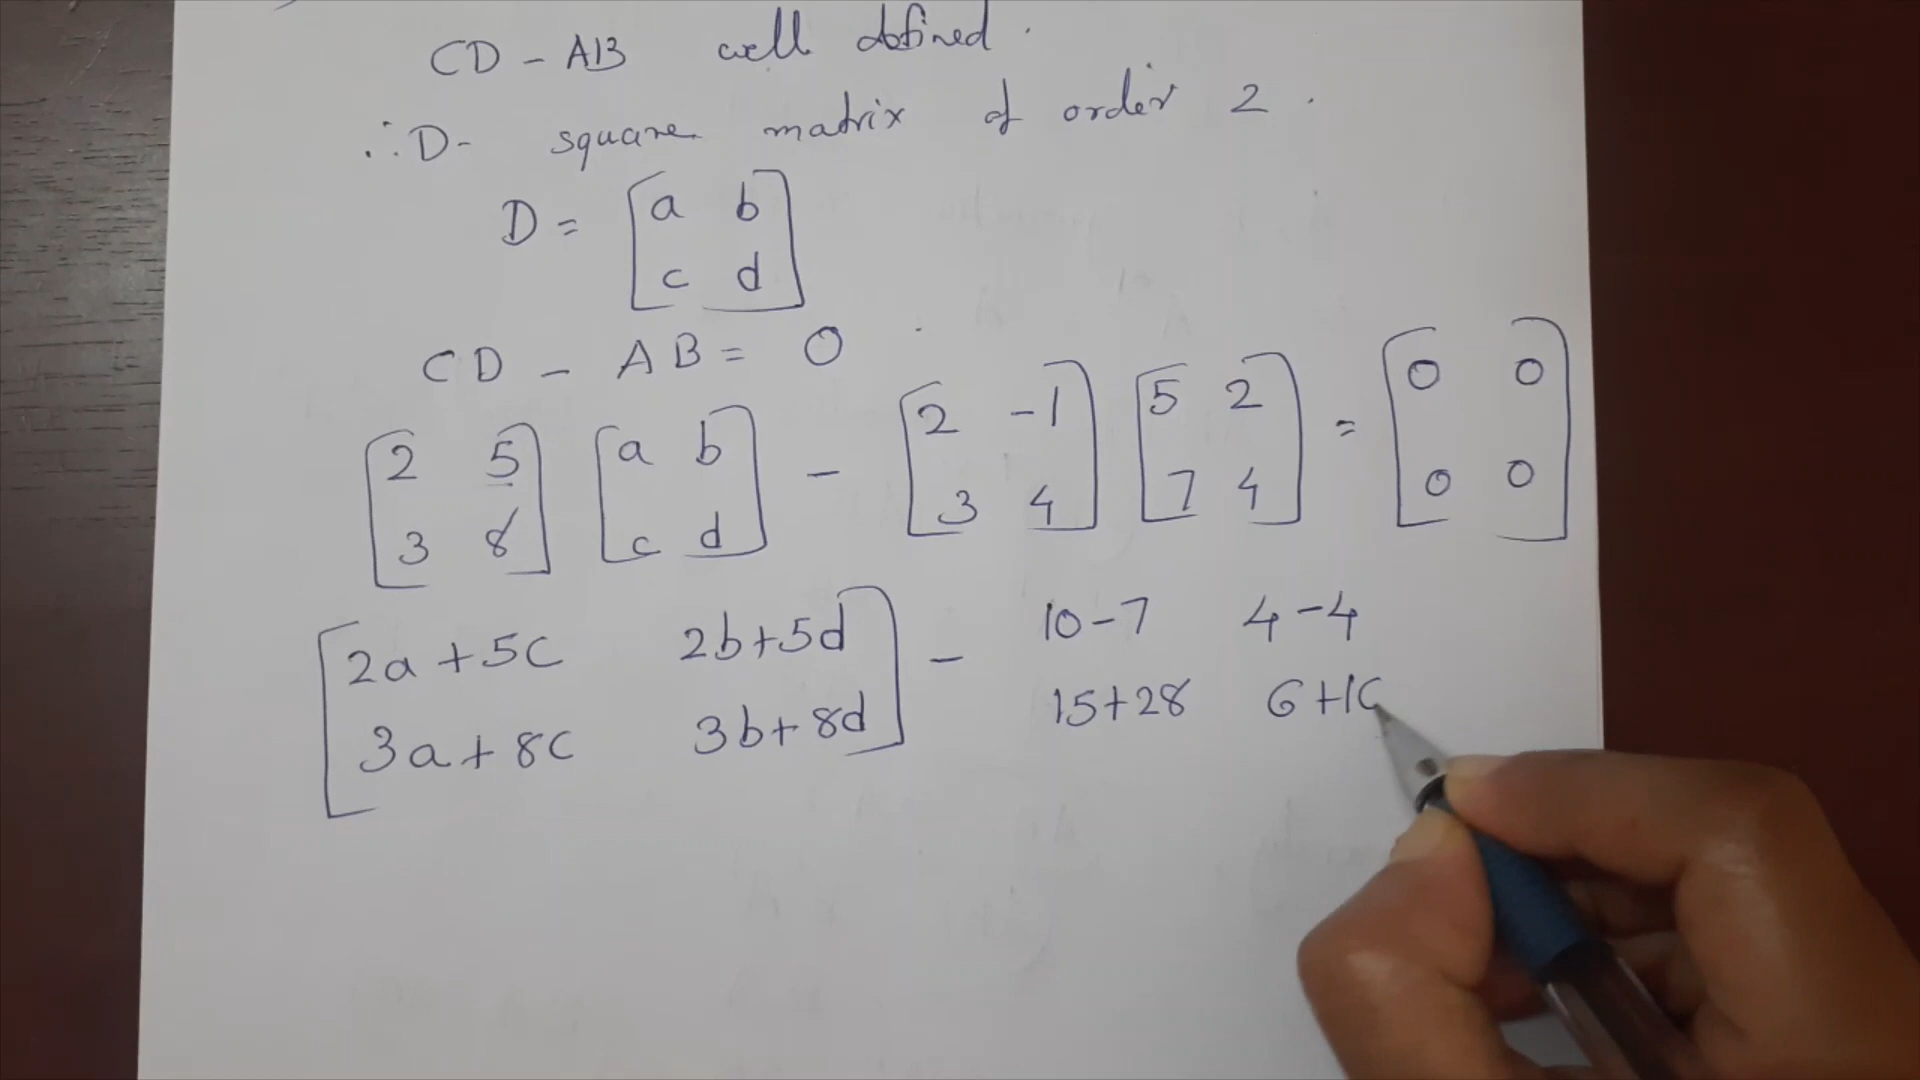 CD - AB well defined.
∴ D - square matrix of order 2.
D = [a b
c d]
CD - AB = 0
[2 5 [a b - [2 -1 [5 2 = [0 0
3 8] c d] 3 4] 7 4] 0 0]
[2a+5c 2b+5d - 10-7 4-4
3a+8c 3b+8d] 15+28 6+16